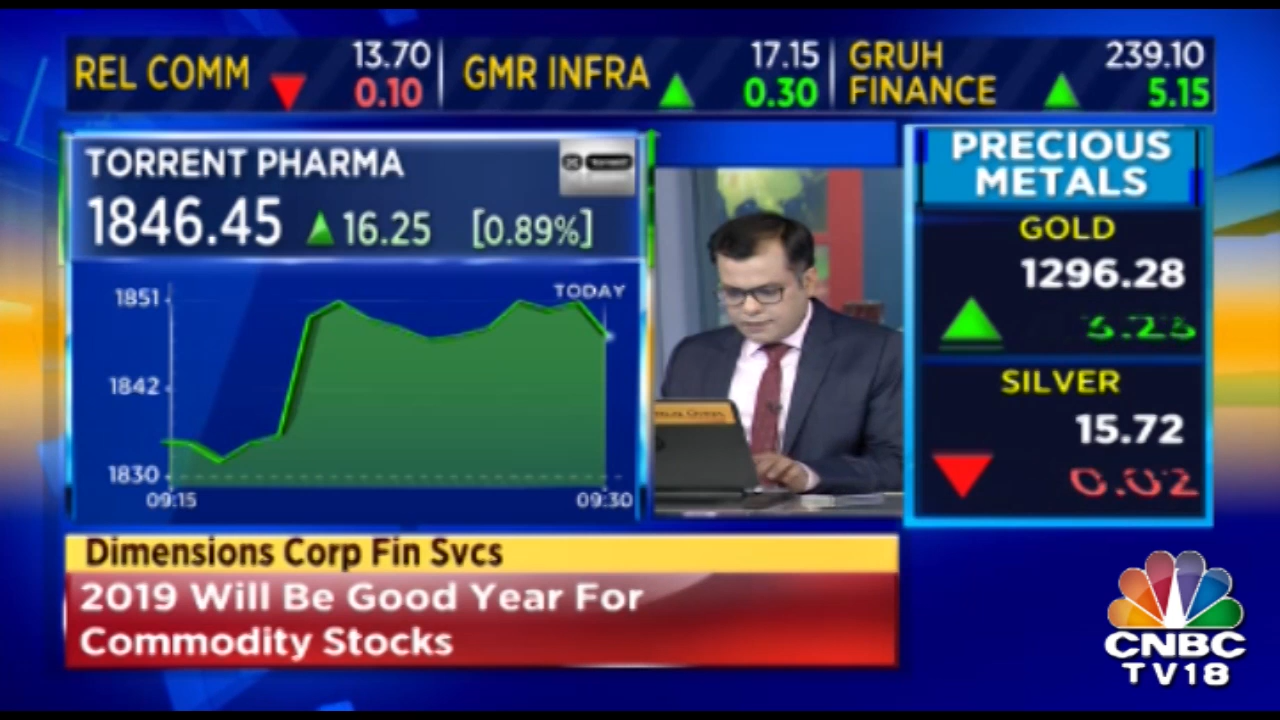 REL COMM
13.70
0.10
GMR INFRA
17.15
0.30
GRUH
FINANCE
239.10
5.15
TORRENT PHARMA
1846.45
16.25
[0.89%]
TODAY
1851
1842
1830
09:15
09:30
PRECIOUS
METALS
GOLD
1296.28
SILVER
15.72
0.02
Dimensions Corp Fin Svcs
2019 Will Be Good Year For
Commodity Stocks
CNBC
TV18